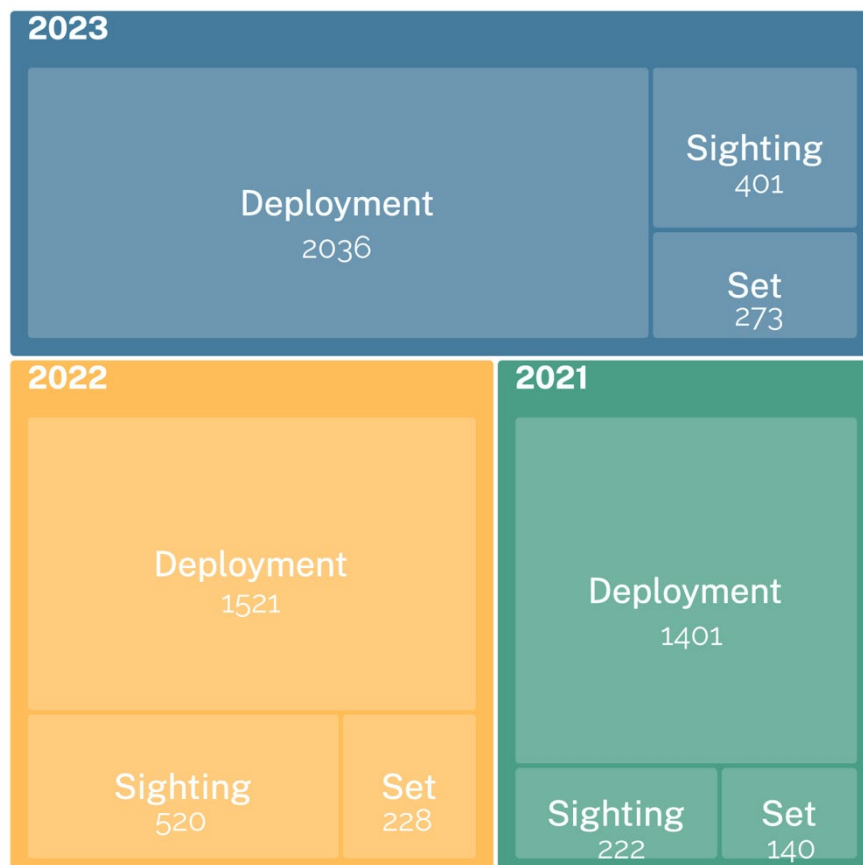 2023
Deployment
2036
Sighting
401
Set
273
2022
Deployment
1521
Sighting
520
Set
228
2021
Deployment
1401
Sighting
222
Set
140